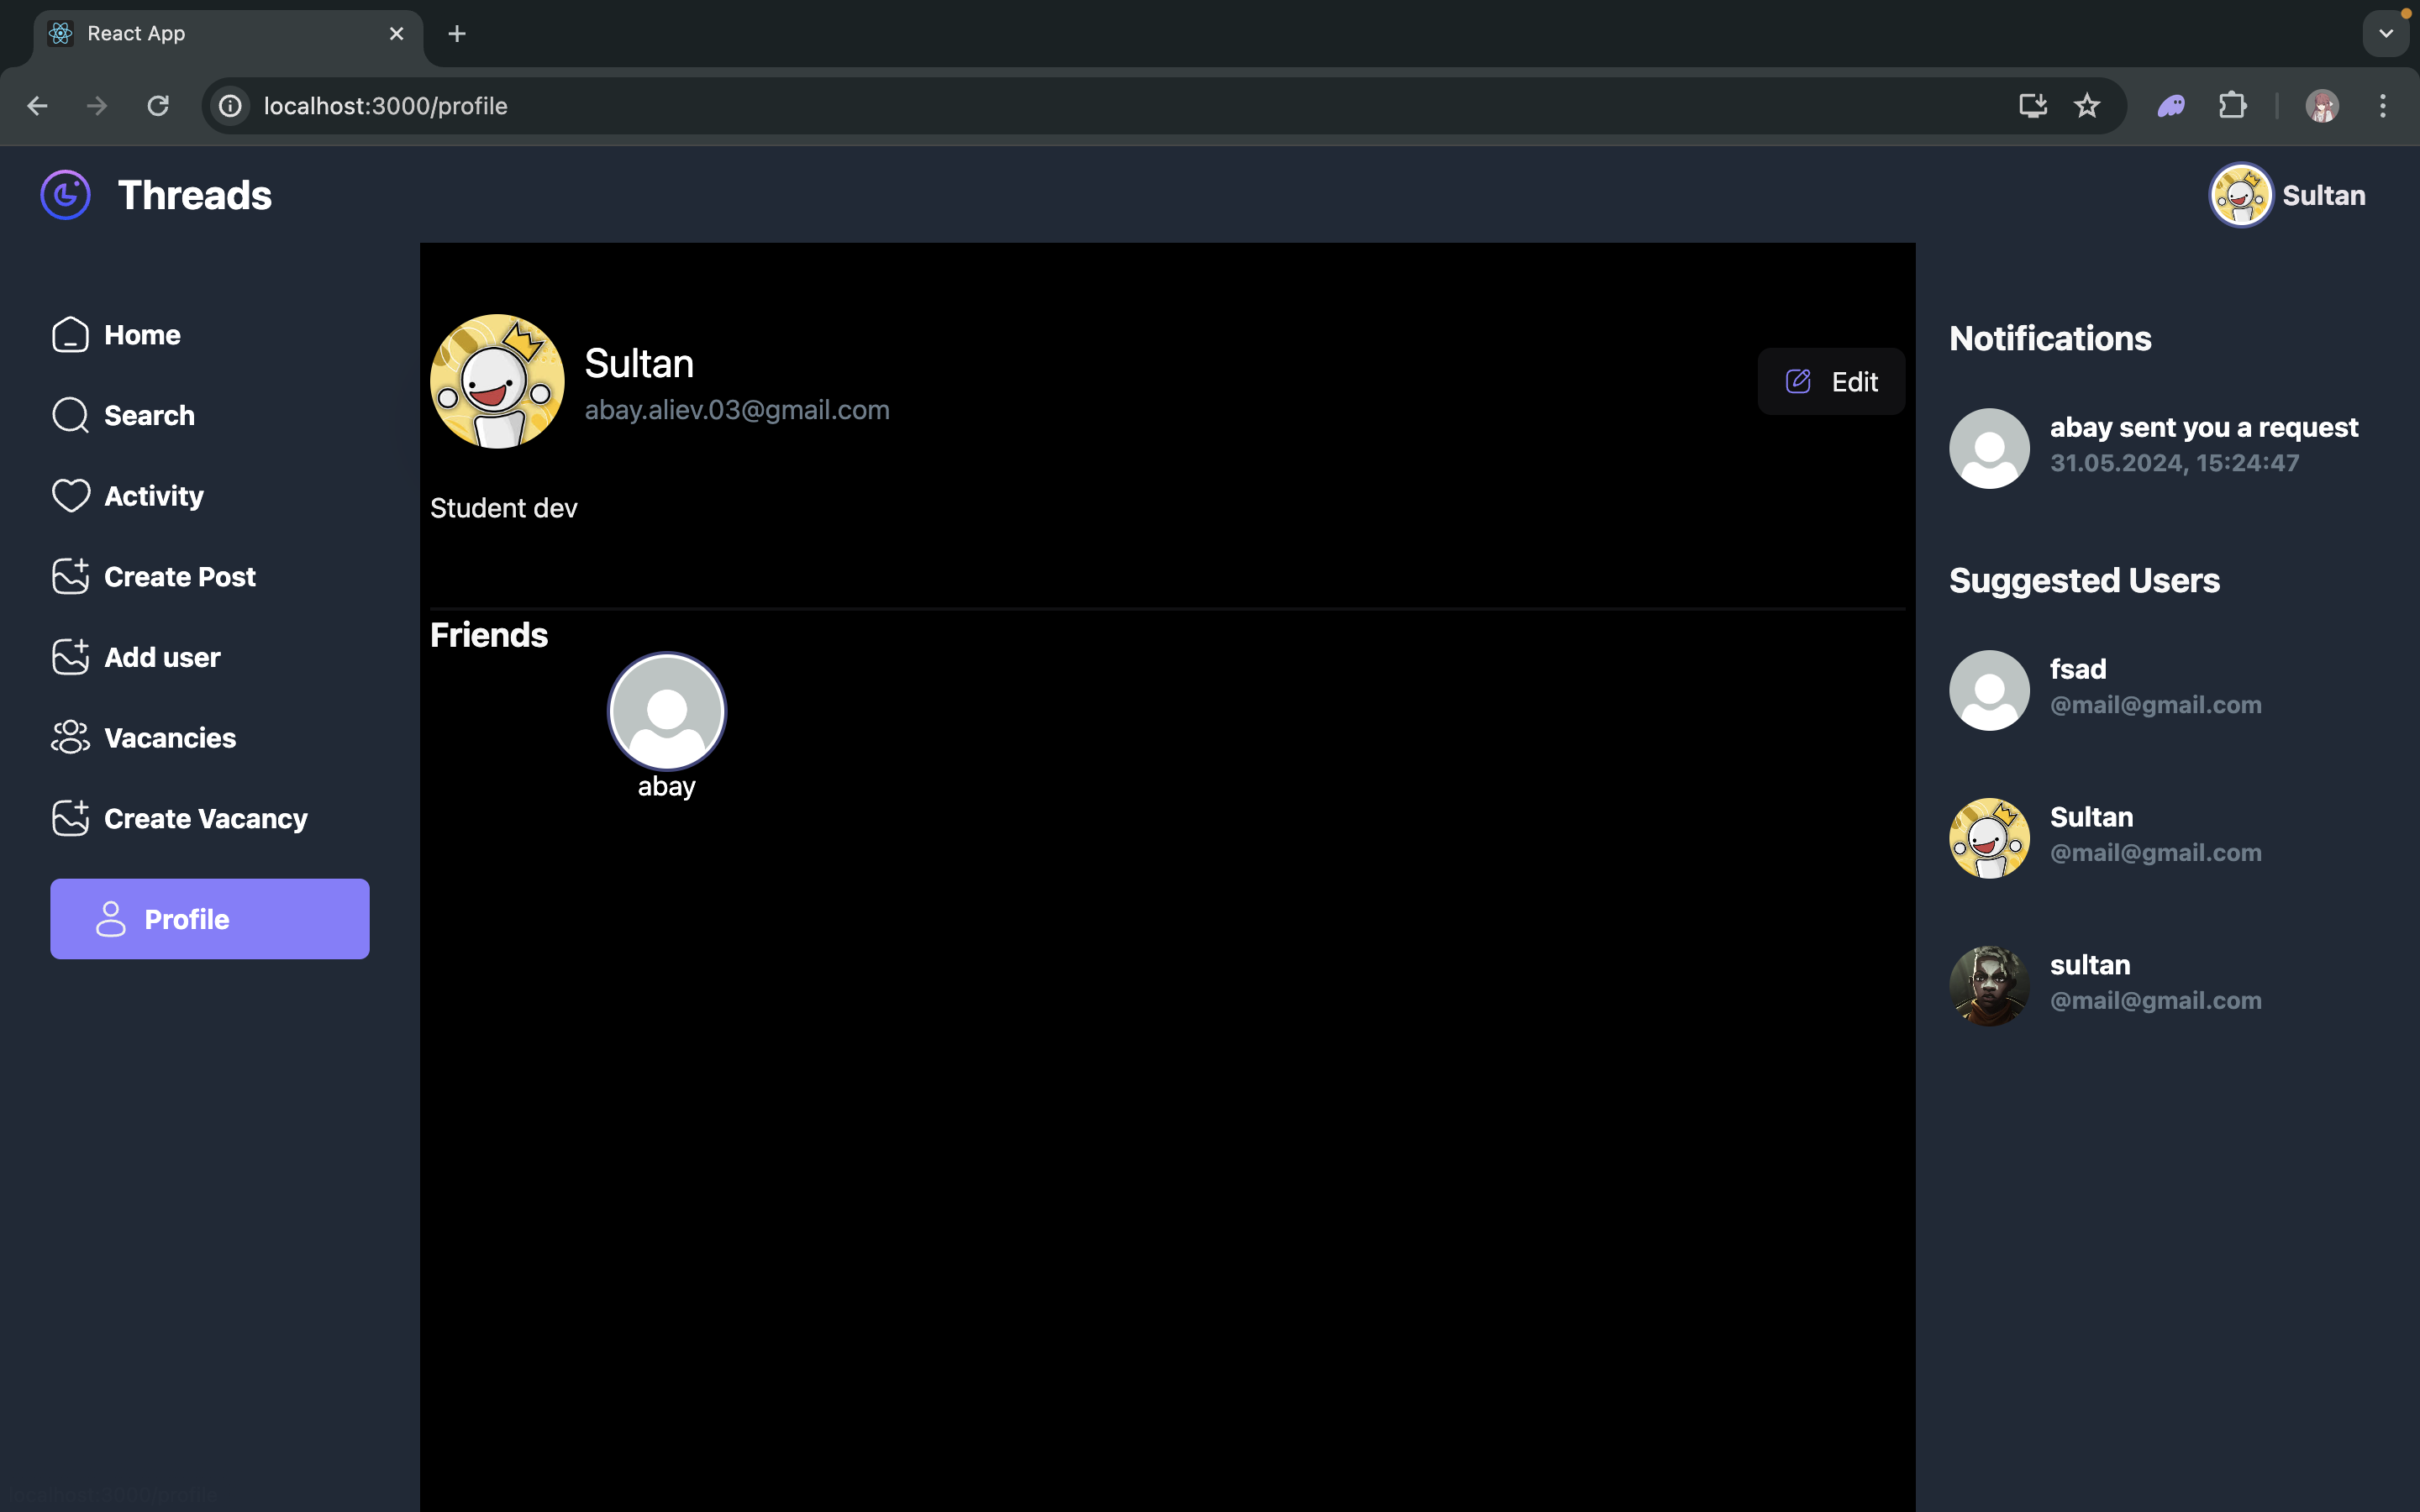 React App
localhost:3000/profile
Threads
Sultan
Home
Search
Activity
Create Post
Add user
Vacancies
Create Vacancy
Profile
Sultan
abay.aliev.03@gmail.com
Edit
Student dev
Friends
abay
Notifications
abay sent you a request
31.05.2024, 15:24:47
Suggested Users
fsad
@mail@gmail.com
Sultan
@mail@gmail.com
sultan
@mail@gmail.com